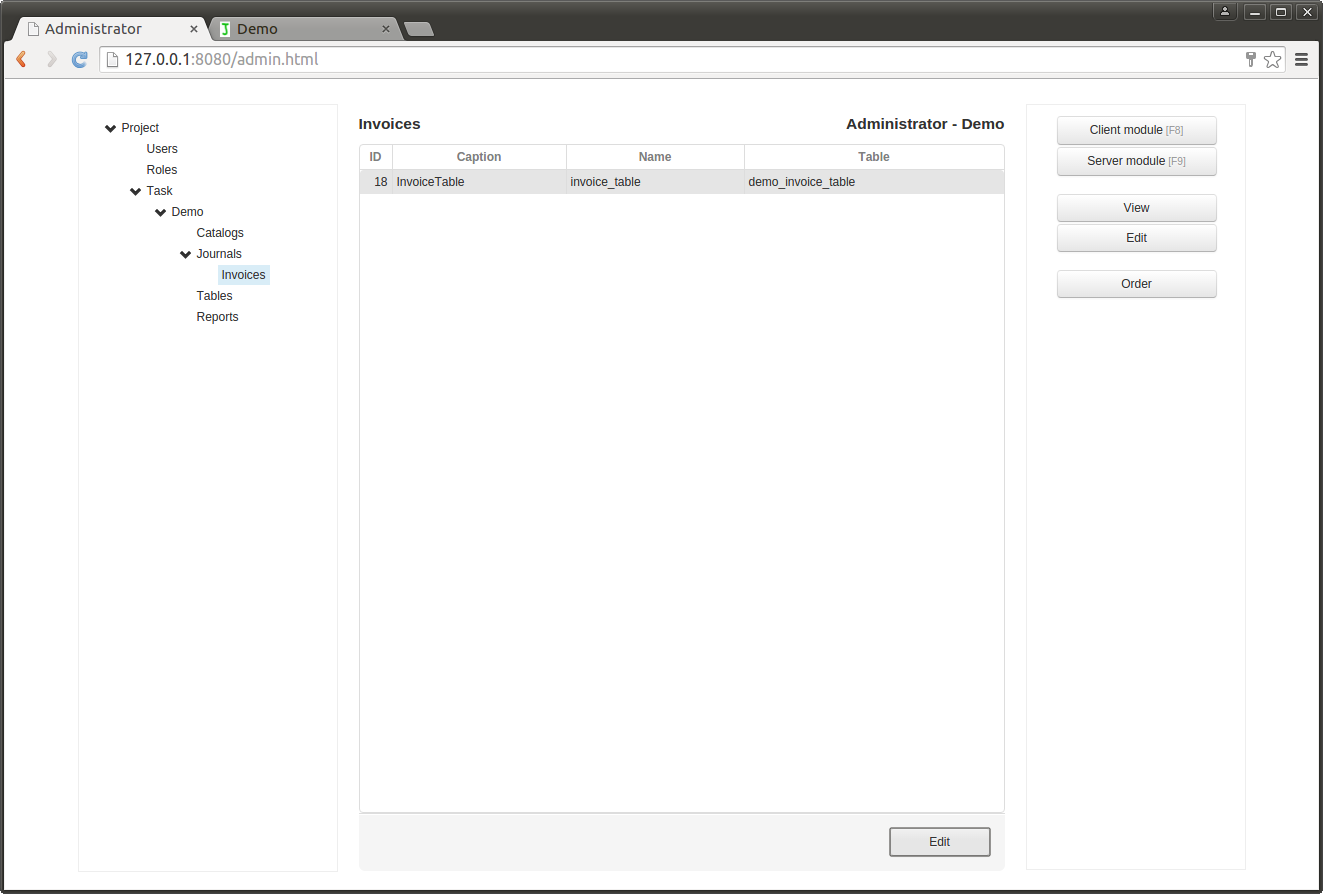 Administrator
Demo
127.0.0.1:8080/admin.html
Project
Users
Roles
Task
Demo
Catalogs
Journals
Invoices
Tables
Reports
Invoices
Administrator - Demo
ID Caption Name Table
18 InvoiceTable invoice_table demo_invoice_table
Edit
Client module [F8]
Server module [F9]
View
Edit
Order